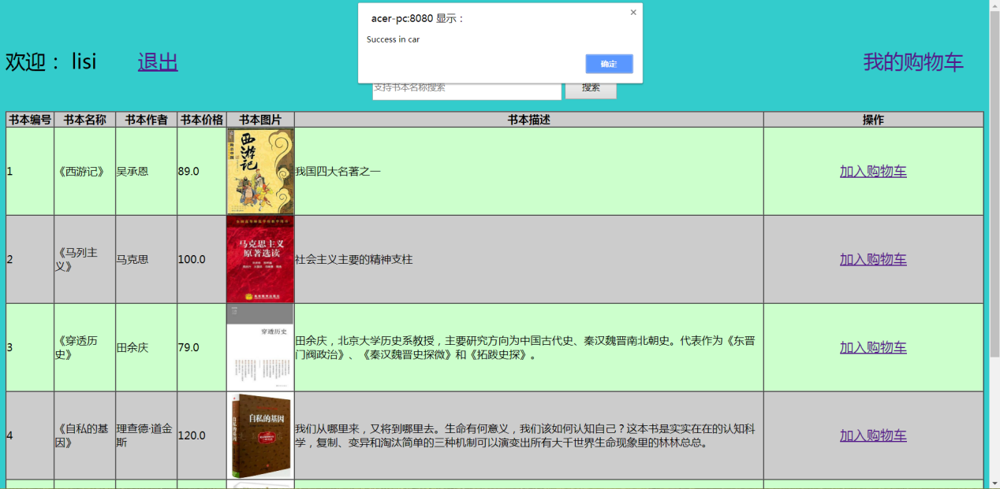 acer-pc:8080 显示：
Success in car
确定
欢迎： lisi
退出
我的购物车
支持书本名称搜索
搜索
书本编号 书本名称 书本作者 书本价格 书本图片 书本描述 操作
1 《西游记》 吴承恩 89.0
西游记
我国四大名著之一
加入购物车
2
《马列主
义》
马克思 100.0
马克思主义
原著选读
社会主义主要的精神支柱
加入购物车
3
《穿透历
史》
田余庆 79.0
穿透历史
田余庆，北京大学历史系教授，主要研究方向为中国古代史、秦汉魏晋南北朝史。代表作为《东晋
门阀政治》、《秦汉魏晋史探微》和《拓跋史探》。
加入购物车
4
《自私的基
因》
理查德·道金
斯
120.0
自私的基因
我们从哪里来，又将到哪里去。生命有何意义，我们该如何认知自己？这本书是实实在在的认知科
学，复制、变异和淘汰简单的三种机制可以演变出所有大千世界生命现象里的林林总总。
加入购物车